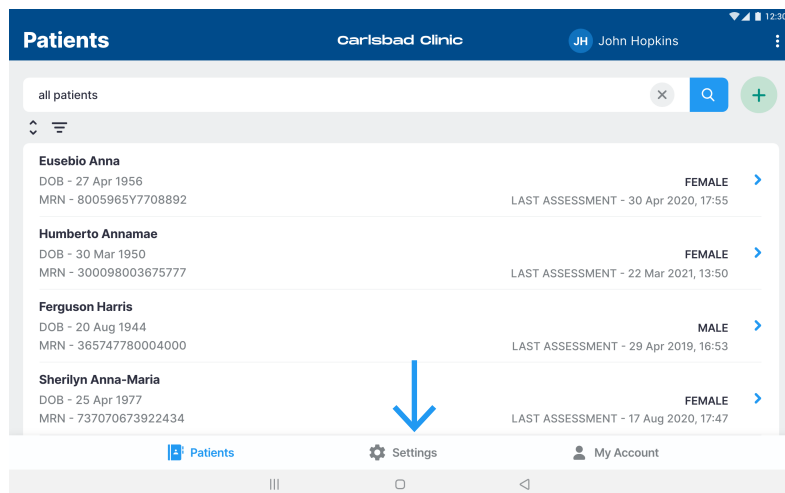 12:30
Patients
Carlsbad Clinic
JH John Hopkins
all patients
Eusebio Anna
DOB - 27 Apr 1956
FEMALE
MRN - 8005965Y7708892
LAST ASSESSMENT - 30 Apr 2020, 17:55
Humberto Annamae
DOB - 30 Mar 1950
FEMALE
MRN - 300098003675777
LAST ASSESSMENT - 22 Mar 2021, 13:50
Ferguson Harris
DOB - 20 Aug 1944
MALE
MRN - 365747780004000
LAST ASSESSMENT - 29 Apr 2019, 16:53
Sherilyn Anna-Maria
DOB - 25 Apr 1977
FEMALE
MRN - 737070673922434
LAST ASSESSMENT - 17 Aug 2020, 17:47
Patients
Settings
My Account